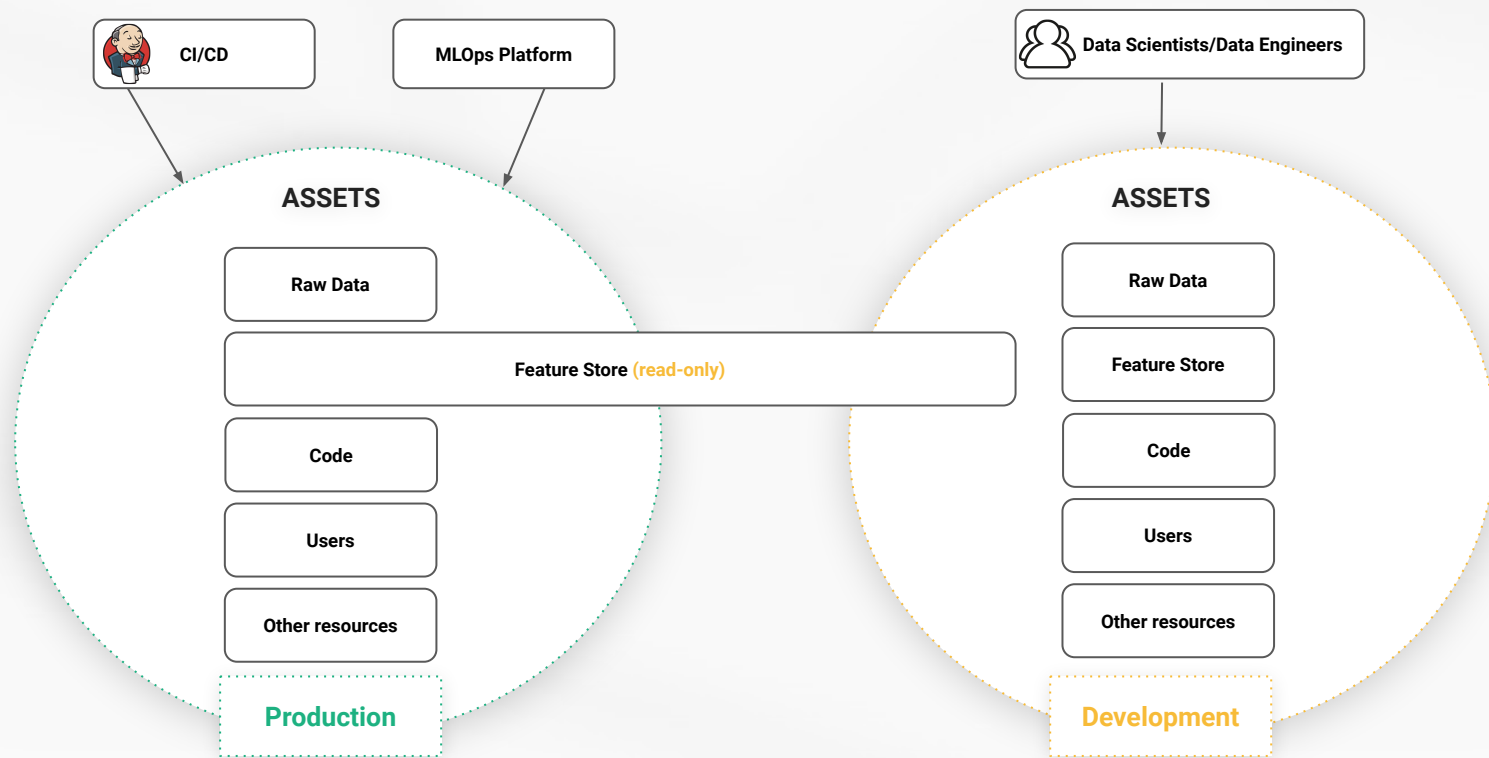 CI/CD
MLOps Platform
Data Scientists/Data Engineers
ASSETS
Raw Data
Feature Store (read-only)
Code
Users
Other resources
Production
ASSETS
Raw Data
Feature Store
Code
Users
Other resources
Development